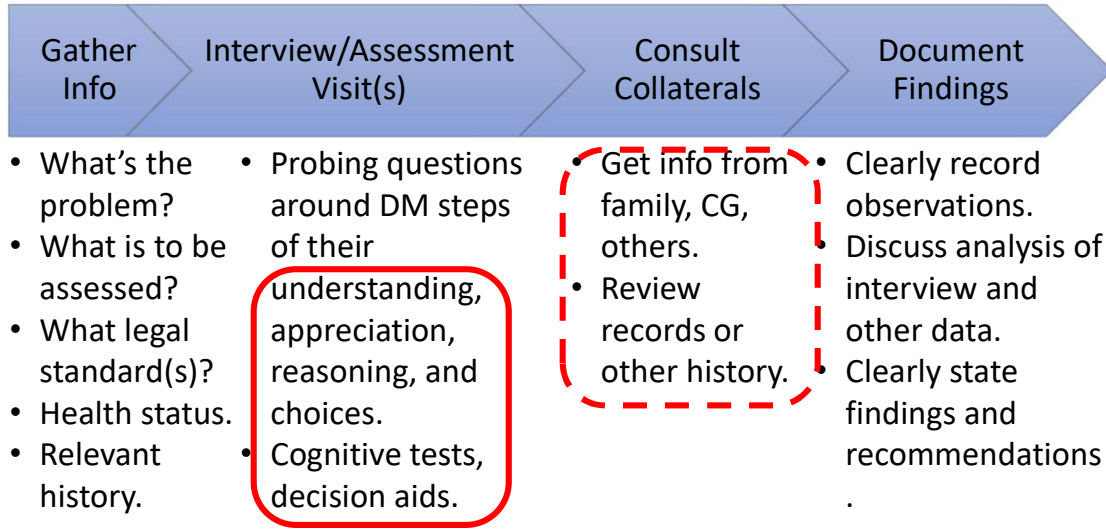 Gather
Info
Interview/Assessment
Visit(s)
Consult
Collaterals
Document
Findings
• What’s the
problem?
• What is to be
assessed?
• What legal
standard(s)?
• Health status.
• Relevant
history.
• Probing questions
around DM steps
of their
understanding,
appreciation,
reasoning, and
choices.
• Cognitive tests,
decision aids.
• Get info from
family, CG,
others.
• Review
records or
other history.
• Clearly record
observations.
• Discuss analysis of
interview and
other data.
• Clearly state
findings and
recommendations
.